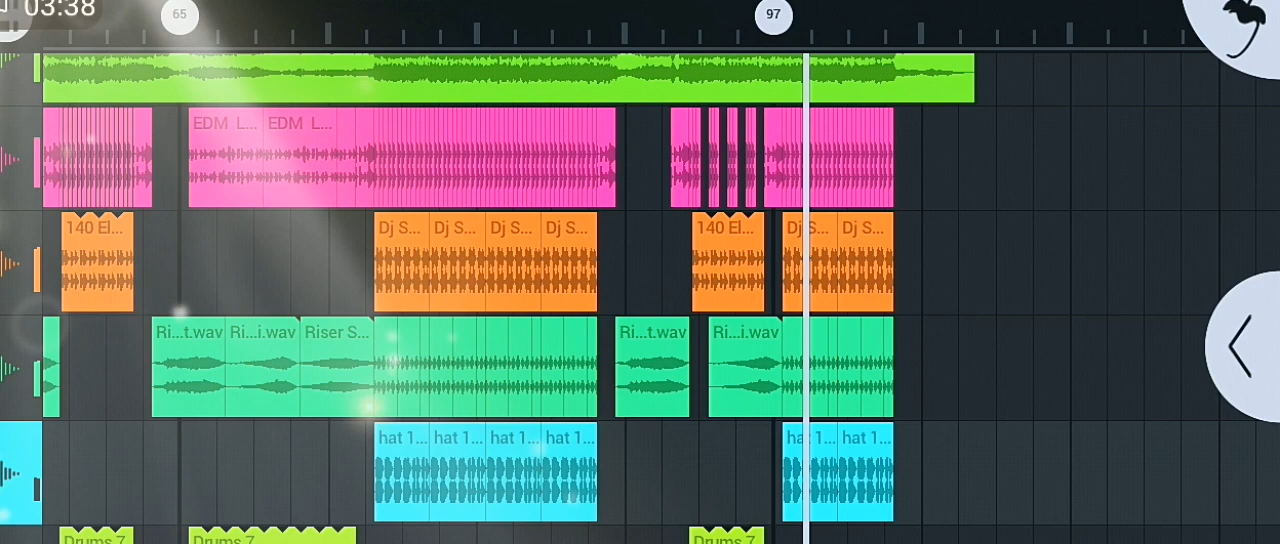 03:38
65
97
EDM L... EDM L...
140 El...
Dj S... Dj S... Dj S... Dj S...
140 El...
Dj S... Dj S...
Ri...t.wav Ri...i.wav Riser S...
Ri...t.wav
Ri...i.wav
hat 1... hat 1... hat 1... hat 1...
hat 1... hat 1...
Drums 7
Drums 7
Drums 7